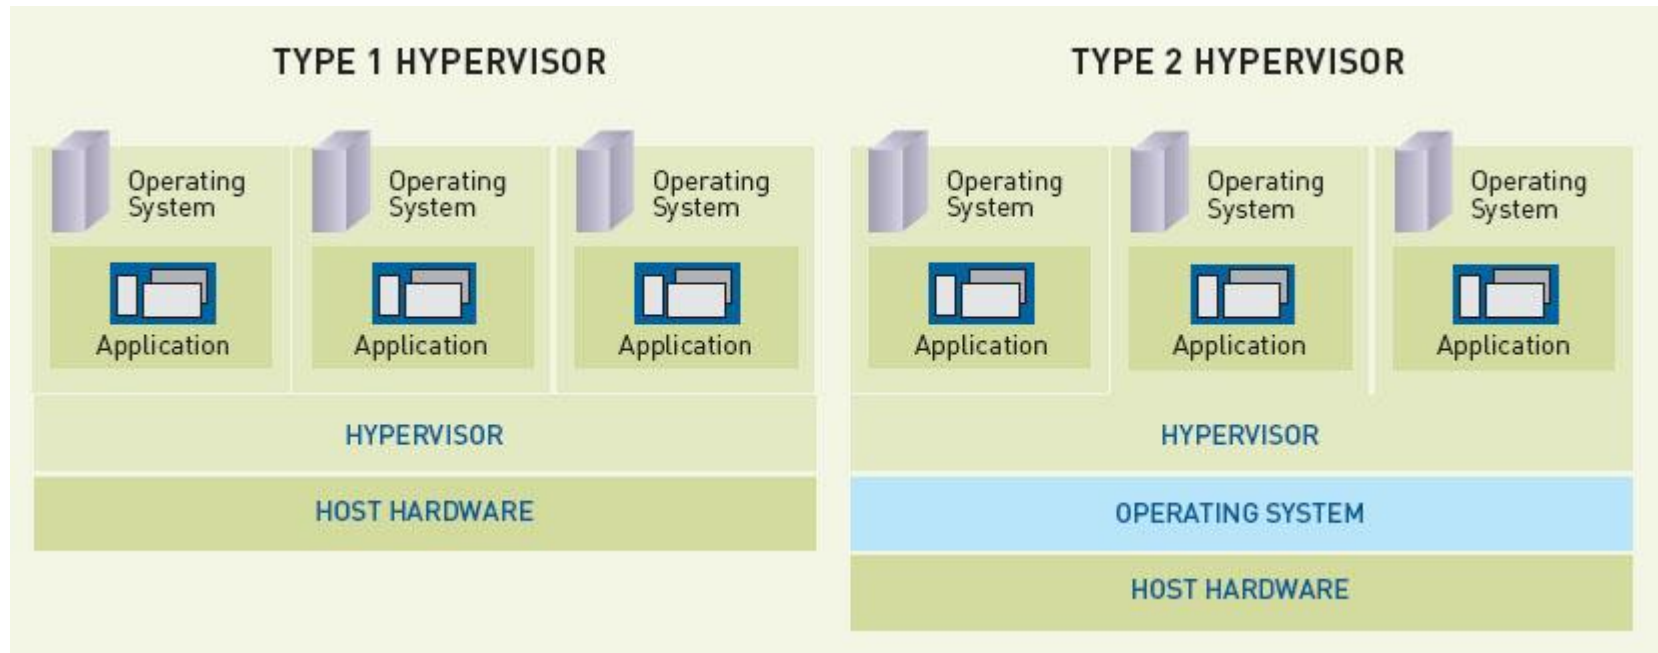 TYPE 1 HYPERVISOR
Operating
System
Operating
System
Operating
System
Application
Application
Application
HYPERVISOR
HOST HARDWARE
TYPE 2 HYPERVISOR
Operating
System
Operating
System
Operating
System
Application
Application
Application
HYPERVISOR
OPERATING SYSTEM
HOST HARDWARE